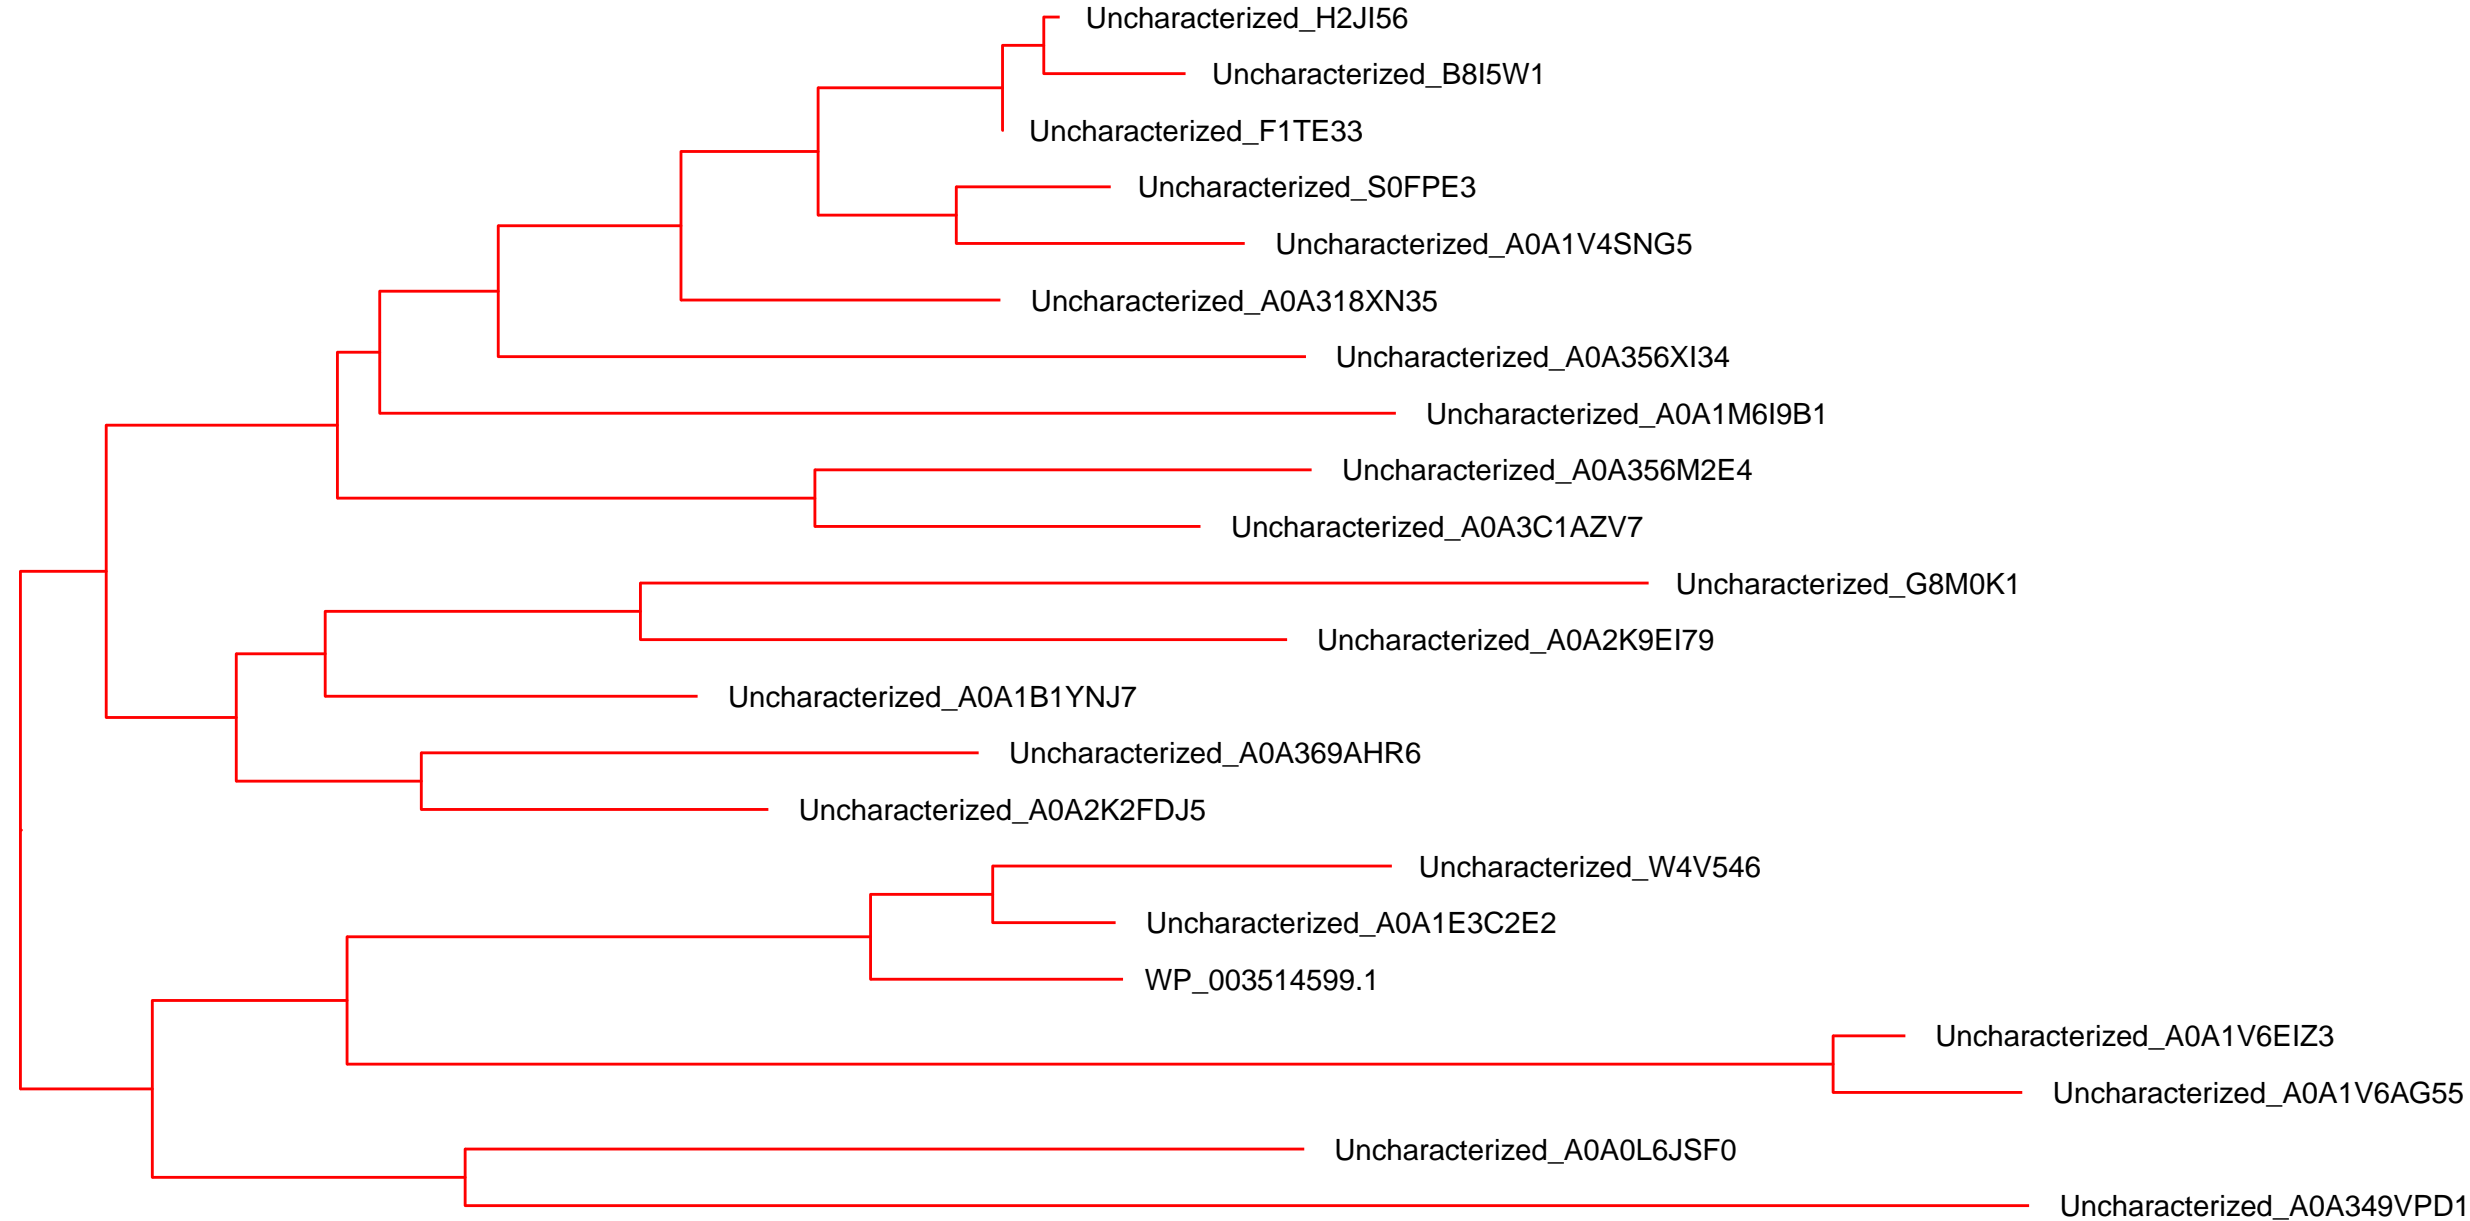 Uncharacterized_H2JI56
Uncharacterized_B8I5W1
Uncharacterized_F1TE33
Uncharacterized_S0FPE3
Uncharacterized_A0A1V4SNG5
Uncharacterized_A0A318XN35
Uncharacterized_A0A356XI34
Uncharacterized_A0A1M6I9B1
Uncharacterized_A0A356M2E4
Uncharacterized_A0A3C1AZV7
Uncharacterized_G8M0K1
Uncharacterized_A0A2K9EI79
Uncharacterized_A0A1B1YNJ7
Uncharacterized_A0A369AHR6
Uncharacterized_A0A2K2FDJ5
Uncharacterized_W4V546
Uncharacterized_A0A1E3C2E2
WP_003514599.1
Uncharacterized_A0A1V6EIZ3
Uncharacterized_A0A1V6AG55
Uncharacterized_A0A0L6JSF0
Uncharacterized_A0A349VPD1